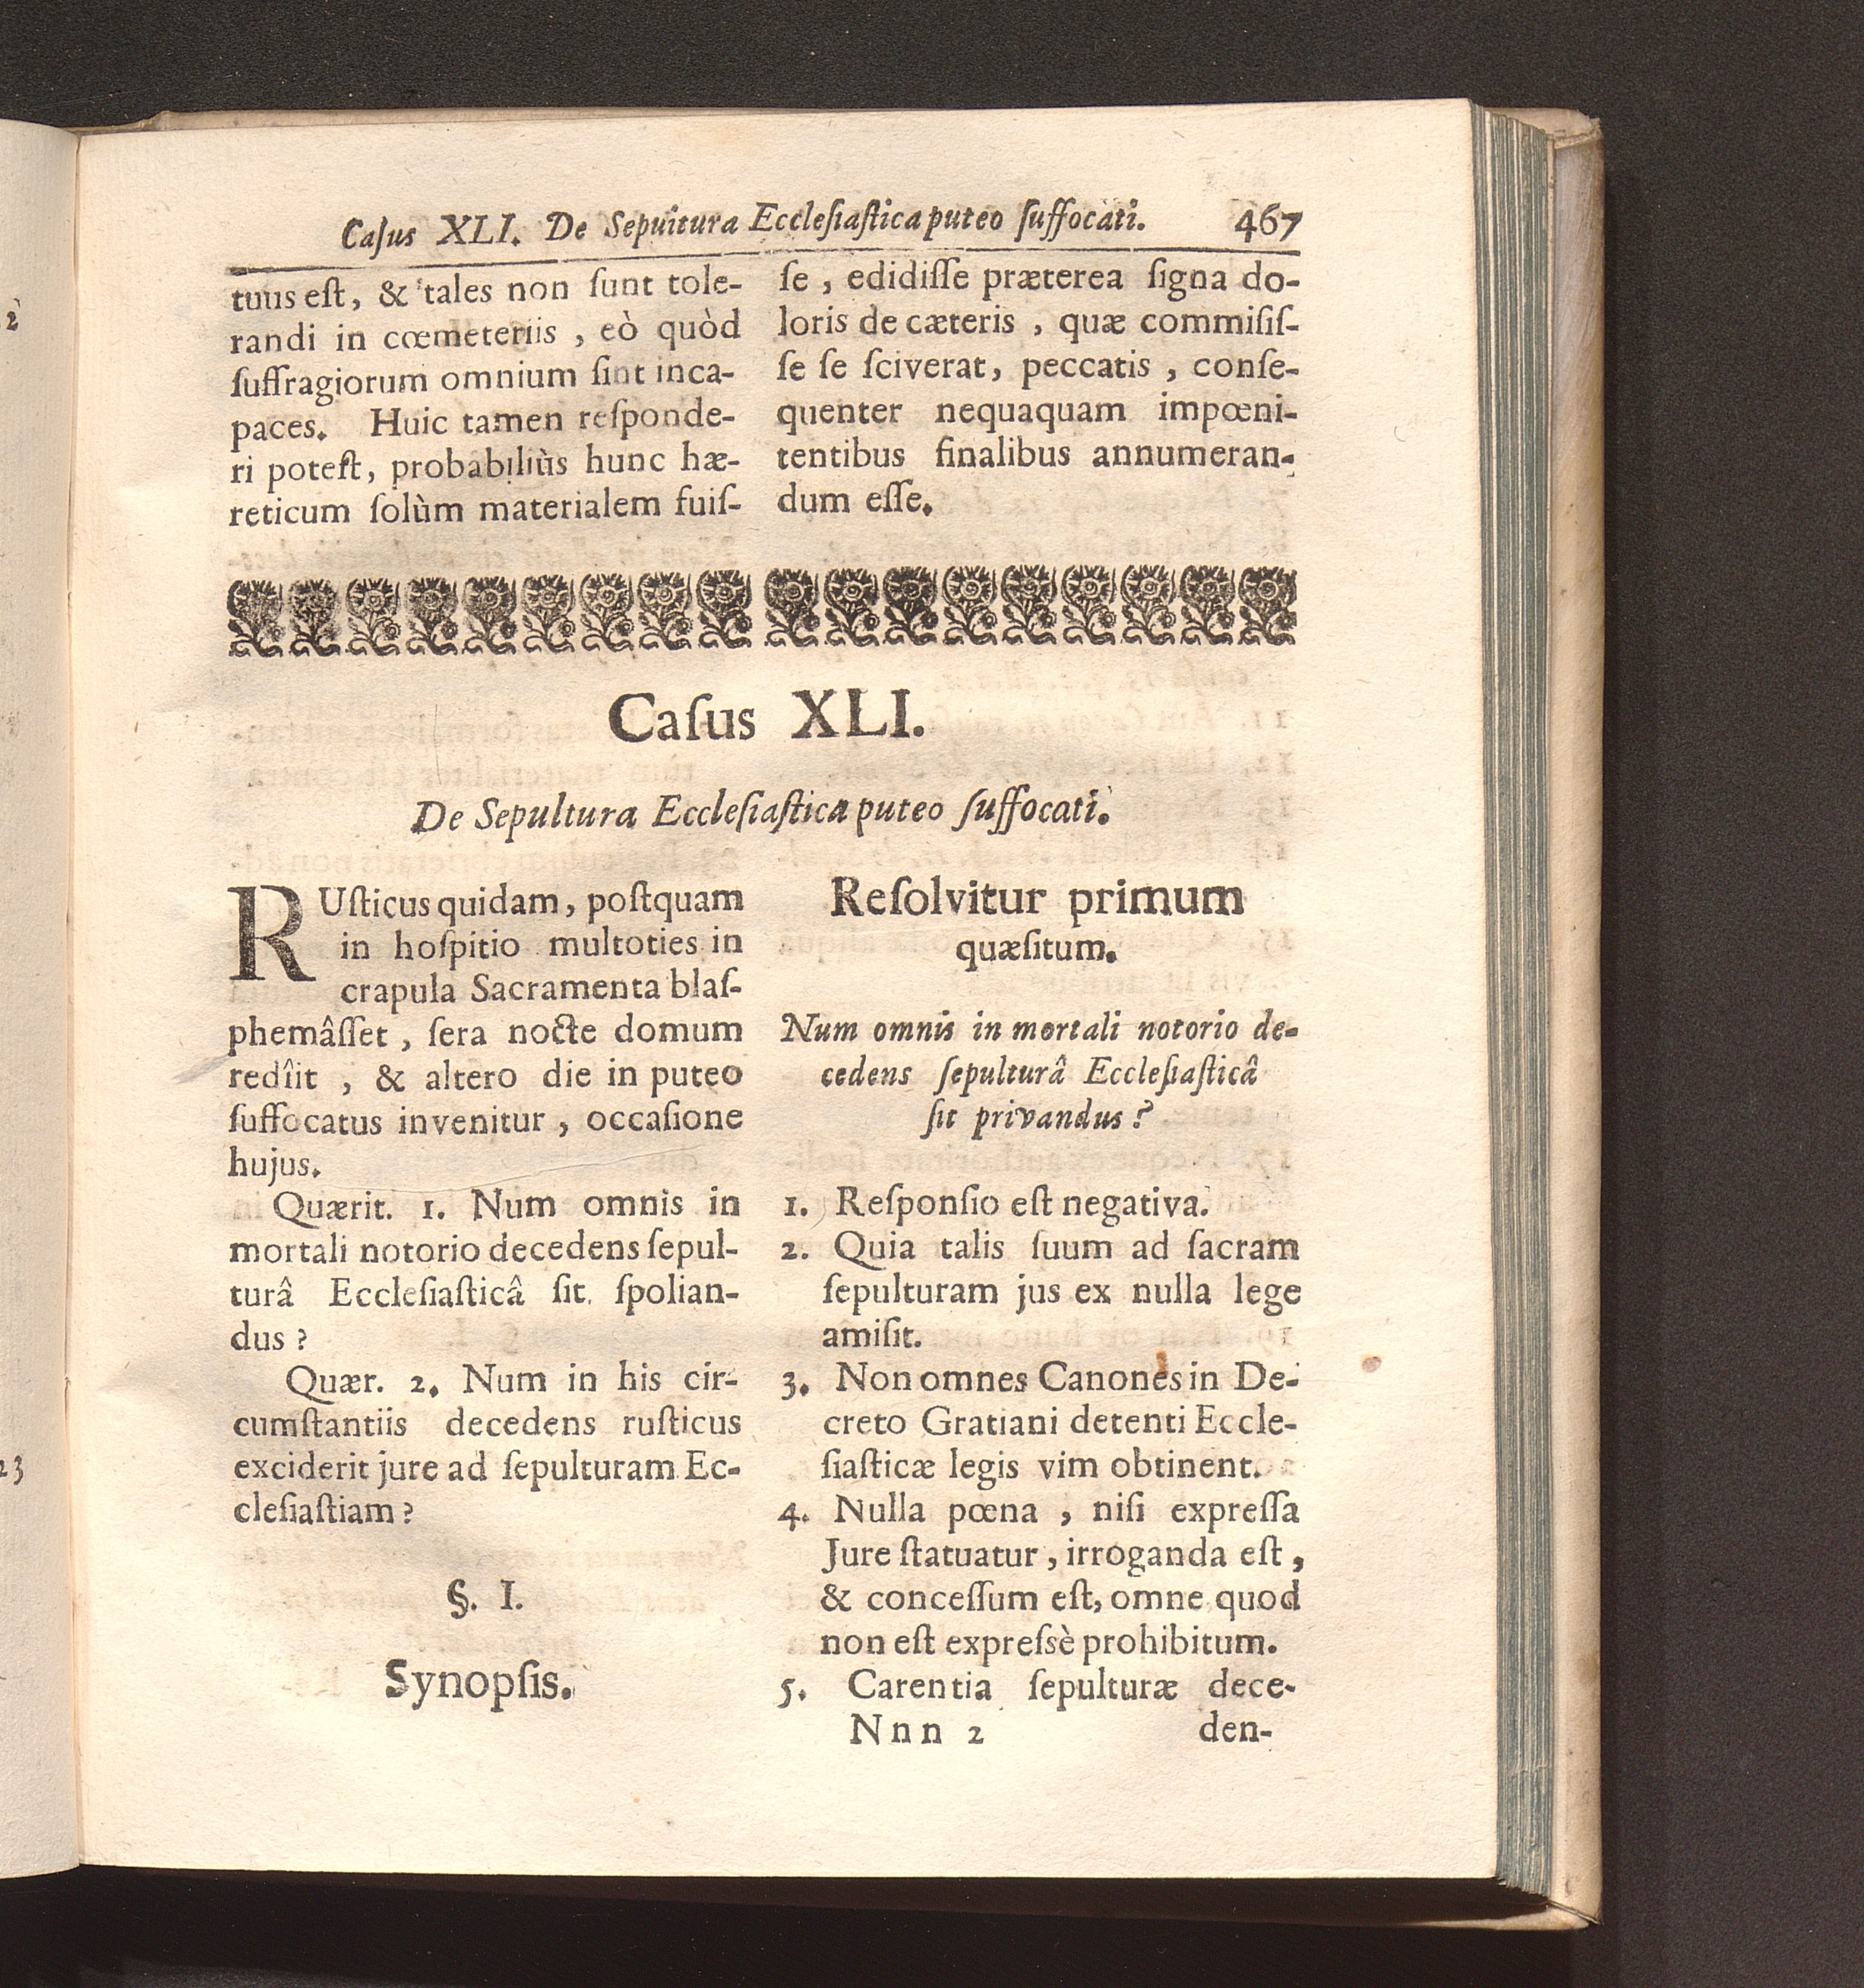 Caſus XLI. De Sepultura Eccleſiaſtica puteo ſuffocati. 467
tuus eſt, & tales non ſunt tole-
randi in cœmeteriis, eò quòd
ſuffragiorum omnium ſint inca-
paces. Huic tamen reſponde-
ri poteſt, probabiliùs hunc hæ-
reticum ſolùm materialem fuiſ-
ſe, edidiſſe præterea ſigna do-
loris de cæteris, quæ commiſiſ-
ſe ſe ſciverat, peccatis, conſe-
quenter nequaquam impœni-
tentibus finalibus annumeran-
dum eſſe.
Caſus XLI.
De Sepultura Eccleſiaſtica puteo ſuffocati.
RUſticus quidam, poſtquam
in hoſpitio multoties in
crapula Sacramenta blaſ-
phemâſſet, ſera nocte domum
redîit, & altero die in puteo
ſuffocatus invenitur, occaſione
hujus.
Quærit. 1. Num omnis in
mortali notorio decedens ſepul-
turâ Eccleſiaſticâ ſit ſpolian-
dus?
Quær. 2. Num in his cir-
cumſtantiis decedens ruſticus
exciderit jure ad ſepulturam Ec-
cleſiaſtiam?
§. I.
Synopſis.
Reſolvitur primum
quæſitum.
Num omnis in mortali notorio de-
cedens ſepulturâ Eccleſiaſticâ
ſit privandus?
1. Reſponſio eſt negativa.
2. Quia talis ſuum ad ſacram
ſepulturam jus ex nulla lege
amiſit.
3. Non omnes Canones in De-
creto Gratiani detenti Eccle-
ſiaſticæ legis vim obtinent.
4. Nulla pœna, niſi expreſſa
Jure ſtatuatur, irroganda eſt,
& conceſſum eſt, omne quod
non eſt expreſsè prohibitum.
5. Carentia ſepulturæ dece-
Nnn 2 den-
2
23